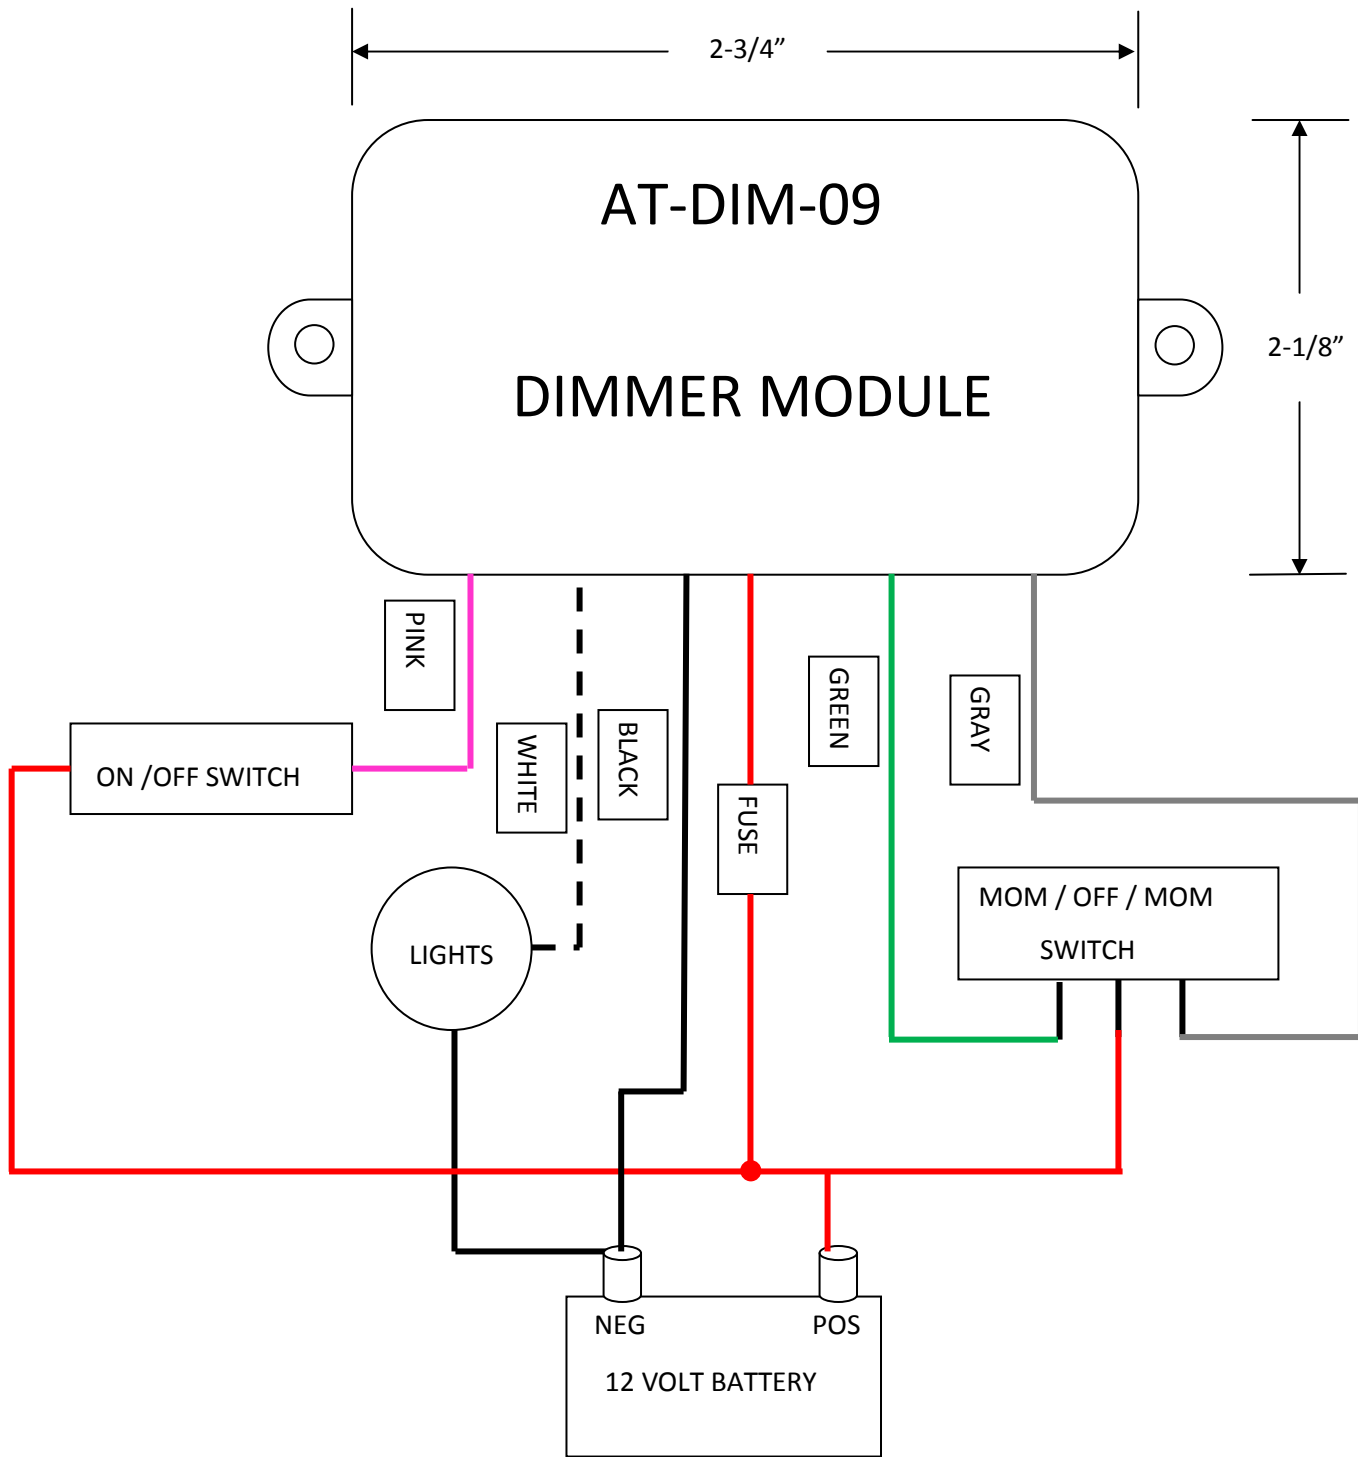 2-3/4”
AT-DIM-09
2-1/8”
DIMMER MODULE
PINK
WHITE
BLACK
FUSE
GREEN
GRAY
ON /OFF SWITCH
LIGHTS
MOM / OFF / MOM
SWITCH
NEG
POS
12 VOLT BATTERY